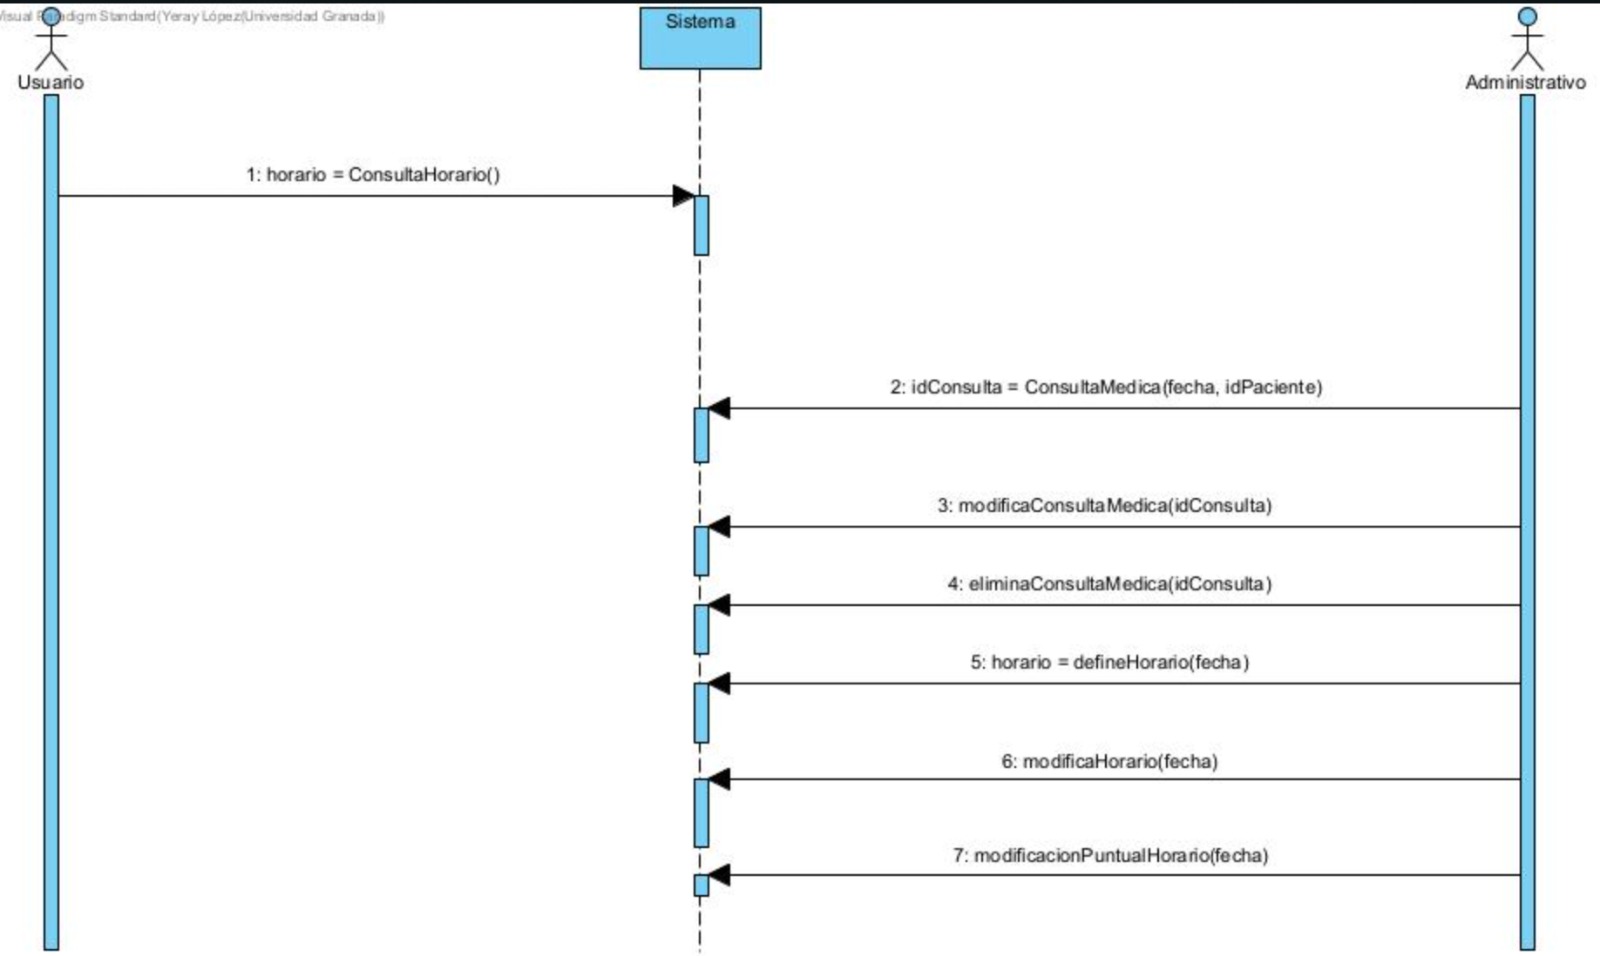 Visual Paradigm Standard(Yeray López(Universidad Granada))
Sistema
Usuario
Administrativo
1: horario = ConsultaHorario()
2: idConsulta = ConsultaMedica(fecha, idPaciente)
3: modificaConsultaMedica(idConsulta)
4: eliminaConsultaMedica(idConsulta)
5: horario = defineHorario(fecha)
6: modificaHorario(fecha)
7: modificacionPuntualHorario(fecha)